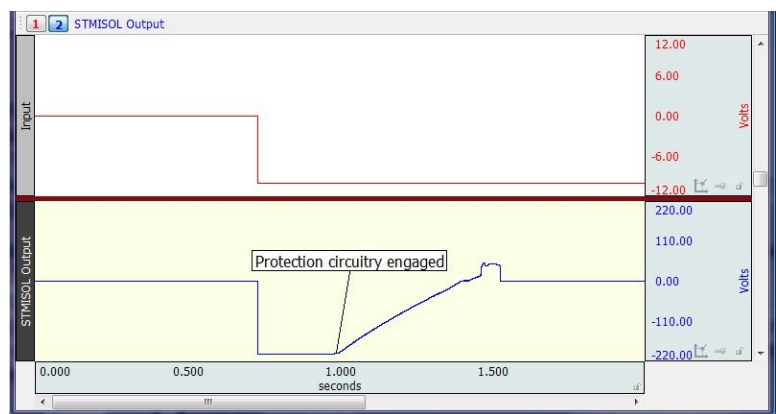 1 2 STMISOL Output
Input
12.00
6.00
0.00
-6.00
-12.00
Volts
STMISOL Output
Protection circuitry engaged
220.00
110.00
0.00
-110.00
-220.00
Volts
0.000 0.500 1.000 1.500
seconds